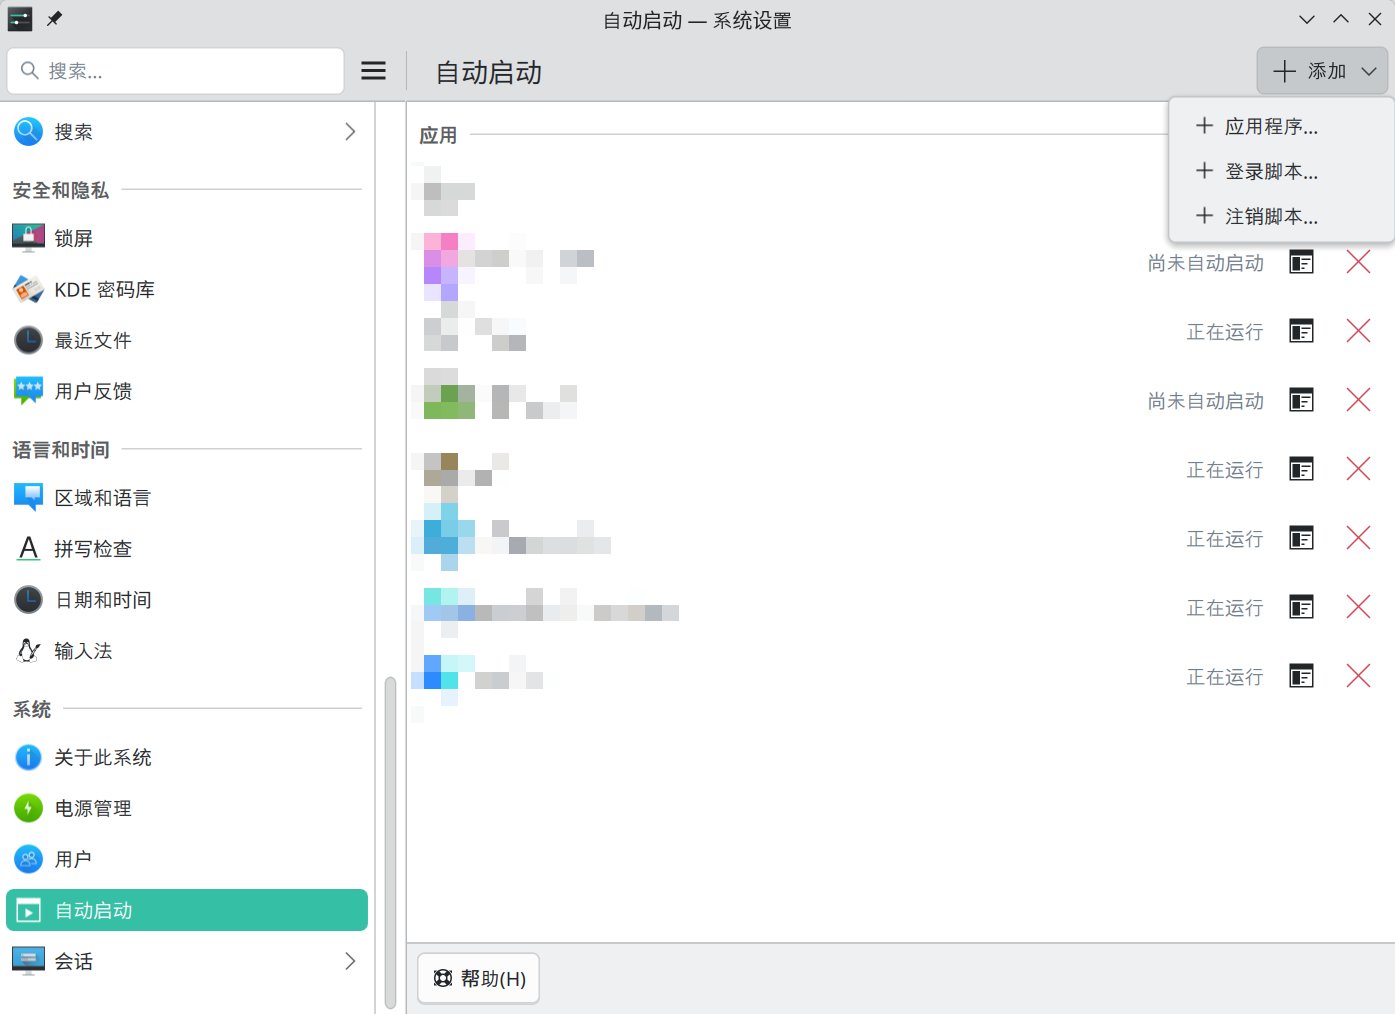 自动启动 — 系统设置
搜索...
自动启动
添加
应用程序...
登录脚本...
注销脚本...
搜索
安全和隐私
锁屏
KDE 密码库
最近文件
用户反馈
语言和时间
区域和语言
拼写检查
日期和时间
输入法
系统
关于此系统
电源管理
用户
自动启动
会话
应用
尚未自动启动
正在运行
尚未自动启动
正在运行
正在运行
正在运行
正在运行
帮助(H)